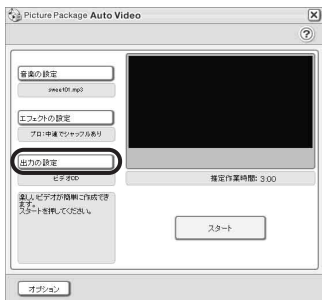 Picture Package Auto Video
?
音楽の設定
sweet01.mp3
エフェクトの設定
プロ:中速でシャッフルあり
出力の設定
ビデオCD
推定作業時間: 3:00
楽しいビデオが簡単に作成でき
ます。
スタートを押してください。
スタート
オプション